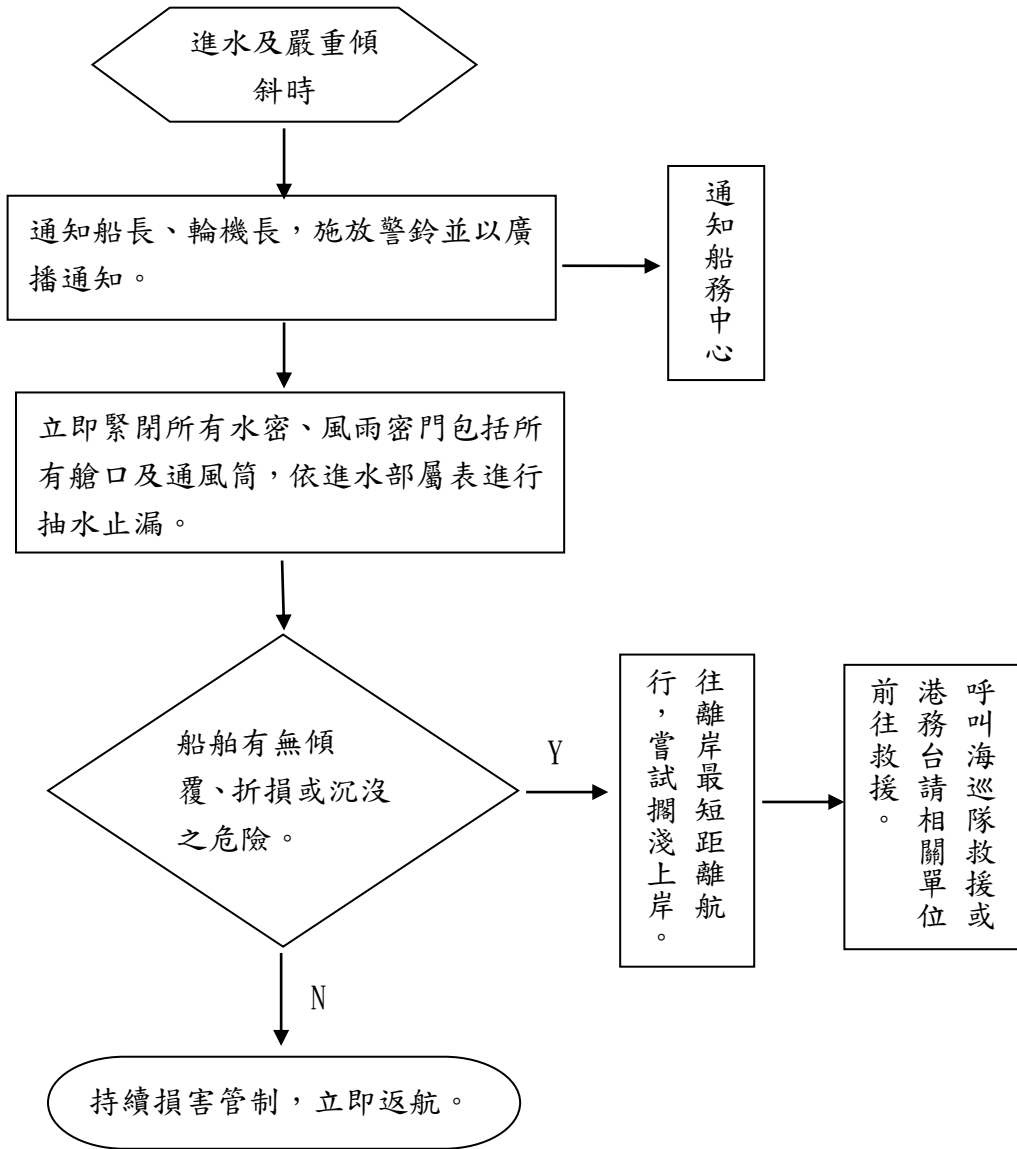 進水及嚴重傾
斜時
通知船長、輪機長，施放警鈴並以廣
播通知。
通知船務中心
立即緊閉所有水密、風雨密門包括所
有艙口及通風筒，依進水部屬表進行
抽水止漏。
船舶有無傾
覆、折損或沉沒
之危險。
Y
往離岸最短距離航
行，嘗試擱淺上岸。
呼叫海巡隊救援或
港務台請相關單位
前往救援。
N
持續損害管制，立即返航。